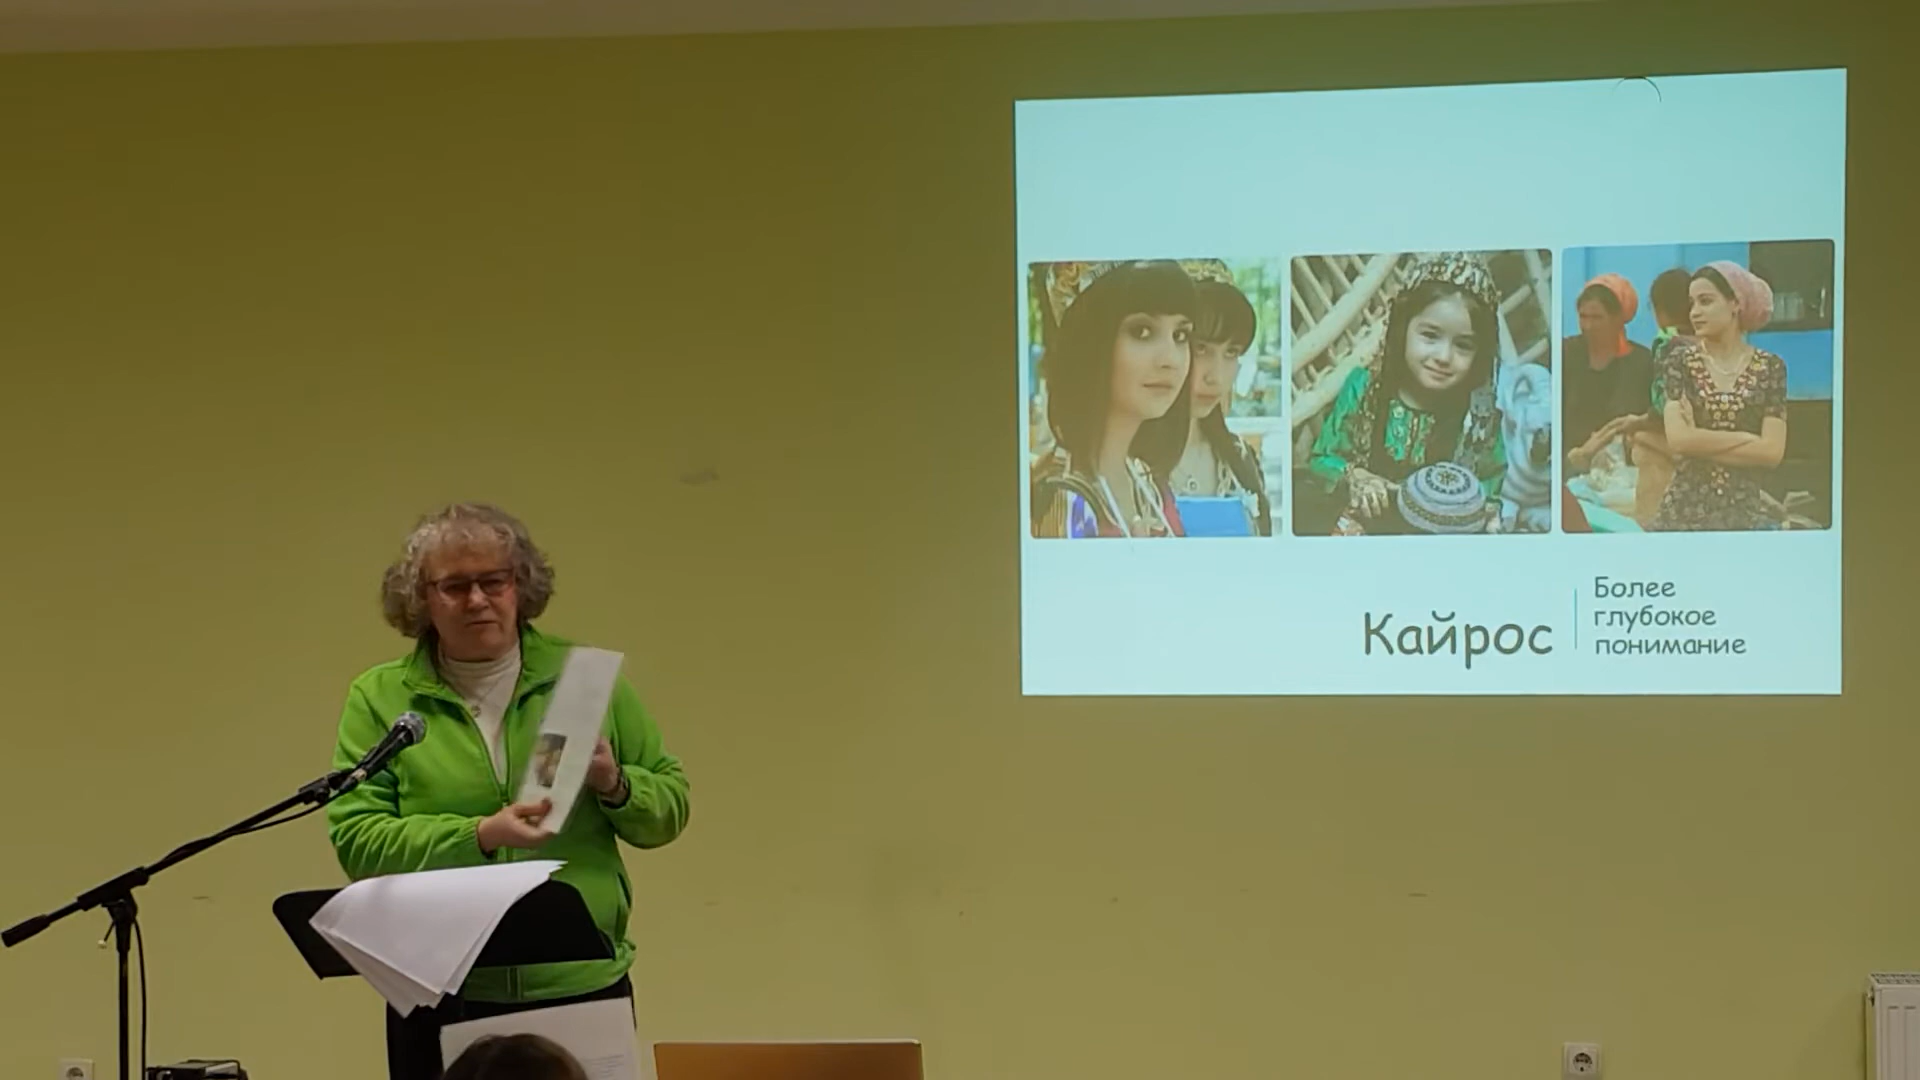 Кайрос
Более
глубокое
понимание